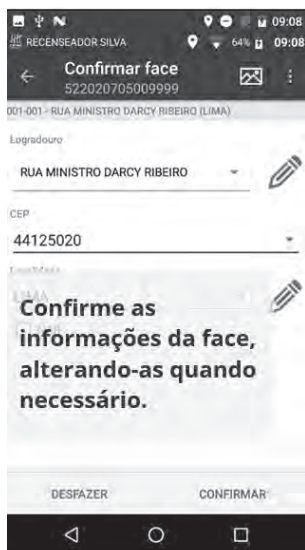 09:08
RECENSEADOR SILVA 64% 09:08
Confirmar face
522020705009999
001-001 - RUA MINISTRO DARCY RIBEIRO (LIMA)
Logradouro
RUA MINISTRO DARCY RIBEIRO
CEP
44125020
Confirme as
informações da face,
alterando-as quando
necessário.
DESFAZER CONFIRMAR